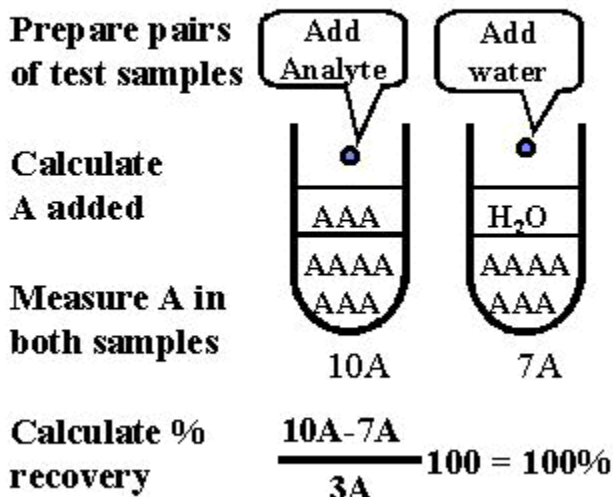 Prepare pairs
of test samples
Add
Analyte
Add
water
Calculate
A added
AAA
H₂O
AAAA
AAA
AAAA
AAA
Measure A in
both samples
10A
7A
Calculate %
recovery
10A-7A
3A
100 = 100%